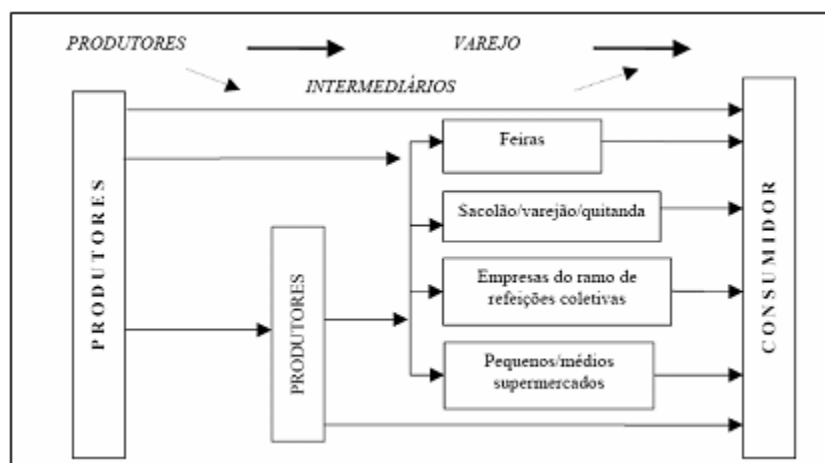 PRODUTORES
VAREJO
INTERMEDIÁRIOS
PRODUTORES
PRODUTORES
Feiras
Sacolão/varejão/quitanda
Empresas do ramo de
refeições coletivas
Pequenos/médios
supermercados
CONSUMIDOR